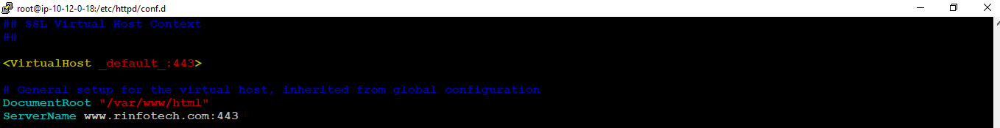 root@ip-10-12-0-18:/etc/httpd/conf.d
## SSL Virtual Host Context
##
<VirtualHost _default_:443>
# General setup for the virtual host, inherited from global configuration
DocumentRoot "/var/www/html"
ServerName www.rinfotech.com:443